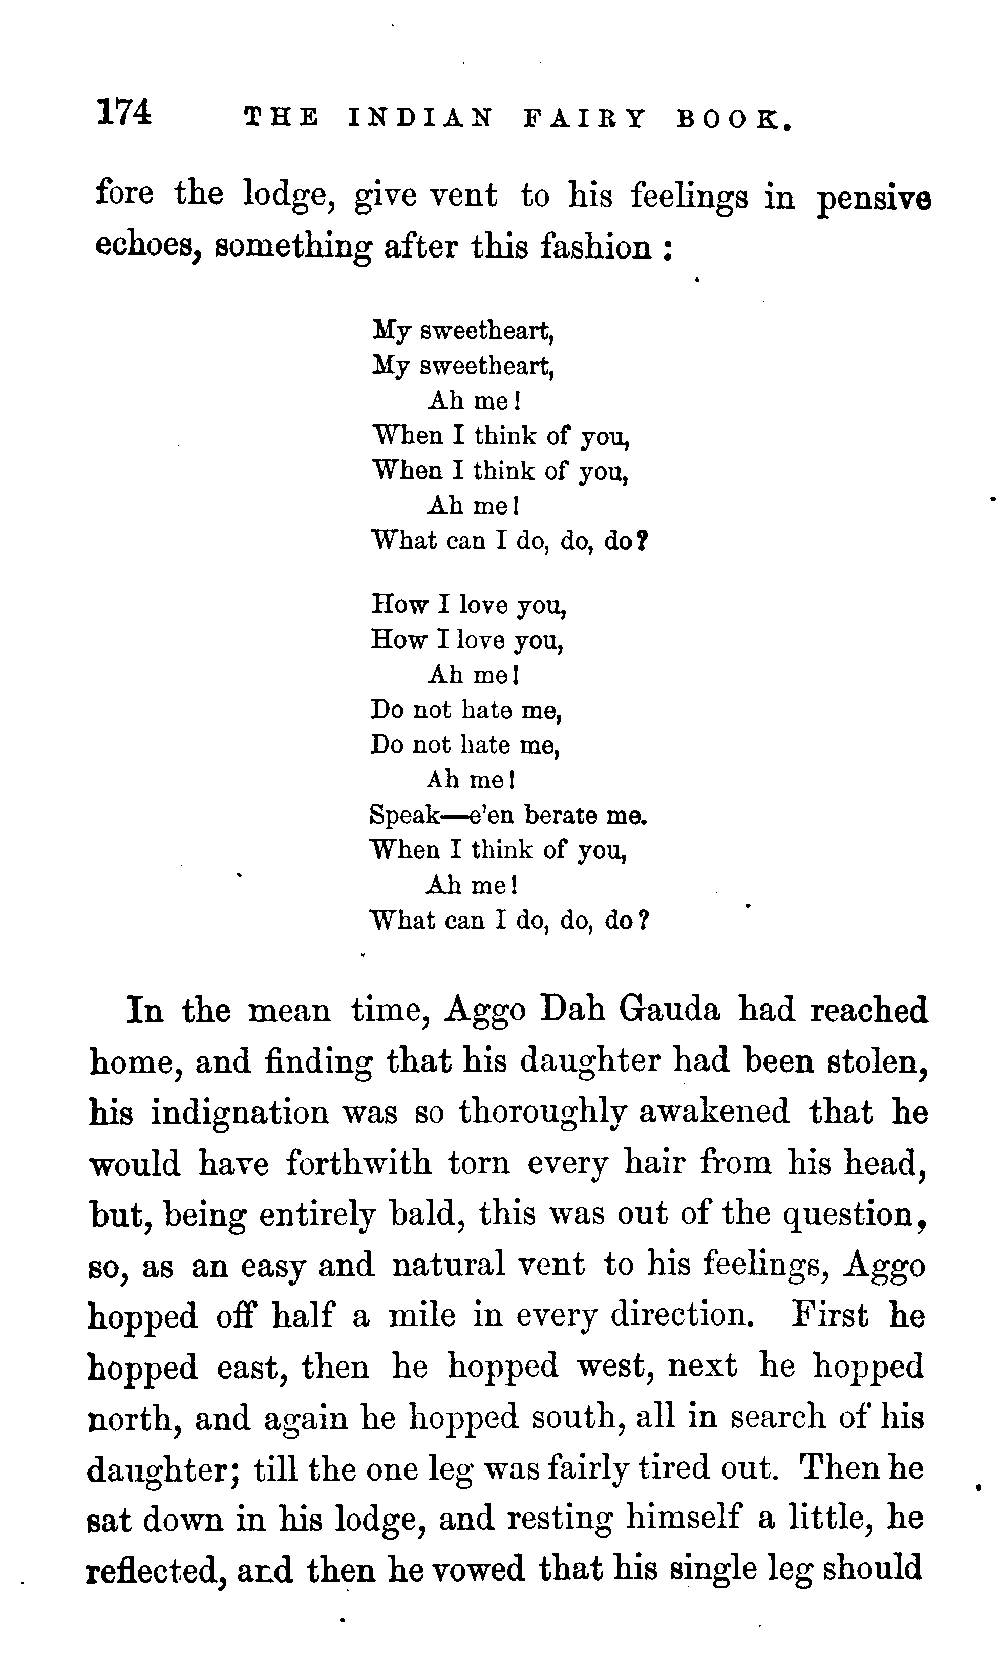 174 THE INDIAN FAIRY BOOK.
fore the lodge, give vent to his feelings in pensive
echoes, something after this fashion :
My sweetheart,
My sweetheart,
Ah me!
When I think of you,
When I think of you,
Ah me!
What can I do, do, do?
How I love you,
How I love you,
Ah me!
Do not hate me,
Do not hate me,
Ah me!
Speak—e'en berate me.
When I think of you,
Ah me!
What can I do, do, do?
In the mean time, Aggo Dah Gauda had reached
home, and finding that his daughter had been stolen,
his indignation was so thoroughly awakened that he
would have forthwith torn every hair from his head,
but, being entirely bald, this was out of the question,
so, as an easy and natural vent to his feelings, Aggo
hopped off half a mile in every direction. First he
hopped east, then he hopped west, next he hopped
north, and again he hopped south, all in search of his
daughter; till the one leg was fairly tired out. Then he
sat down in his lodge, and resting himself a little, he
reflected, and then he vowed that his single leg should